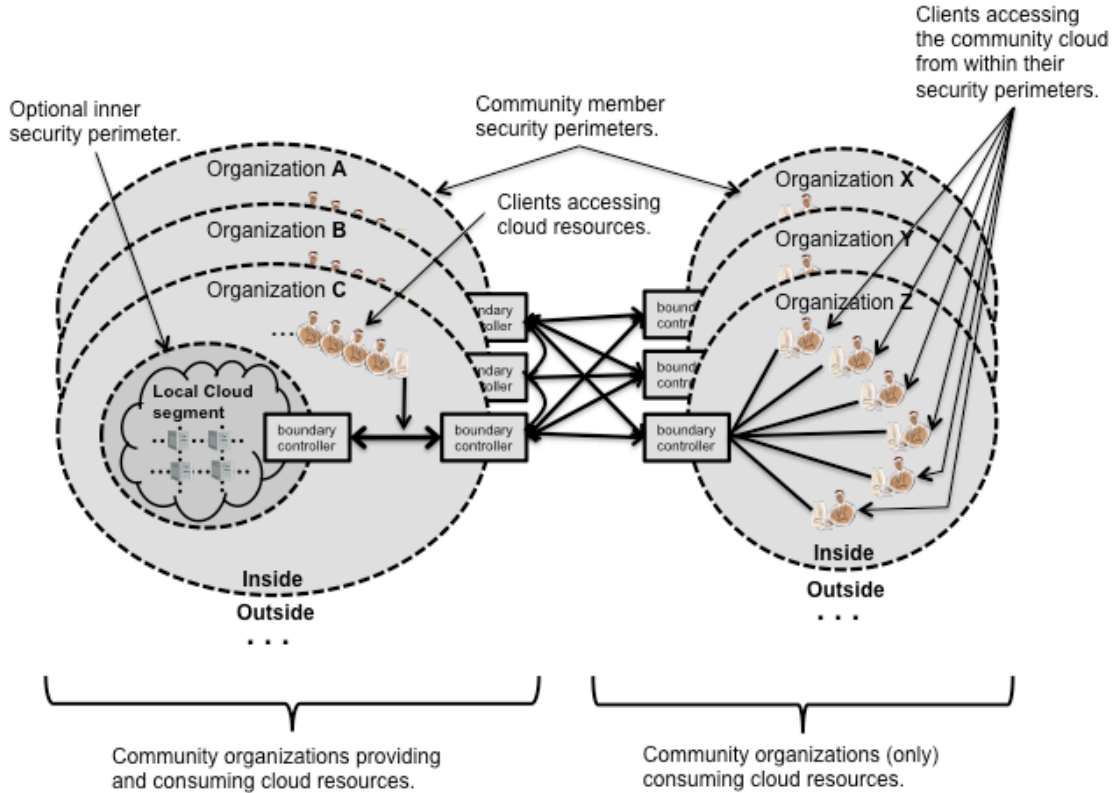 Clients accessing
the community cloud
from within their
security perimeters.
Optional inner
security perimeter.
Community member
security perimeters.
Organization A
Organization X
Clients accessing
cloud resources.
Organization B
Organization Y
Organization C
Organization Z
Local Cloud
segment
boundary
controller
boundary
controller
boundary
controller
Inside
Outside
. . .
Inside
Outside
. . .
Community organizations providing
and consuming cloud resources.
Community organizations (only)
consuming cloud resources.